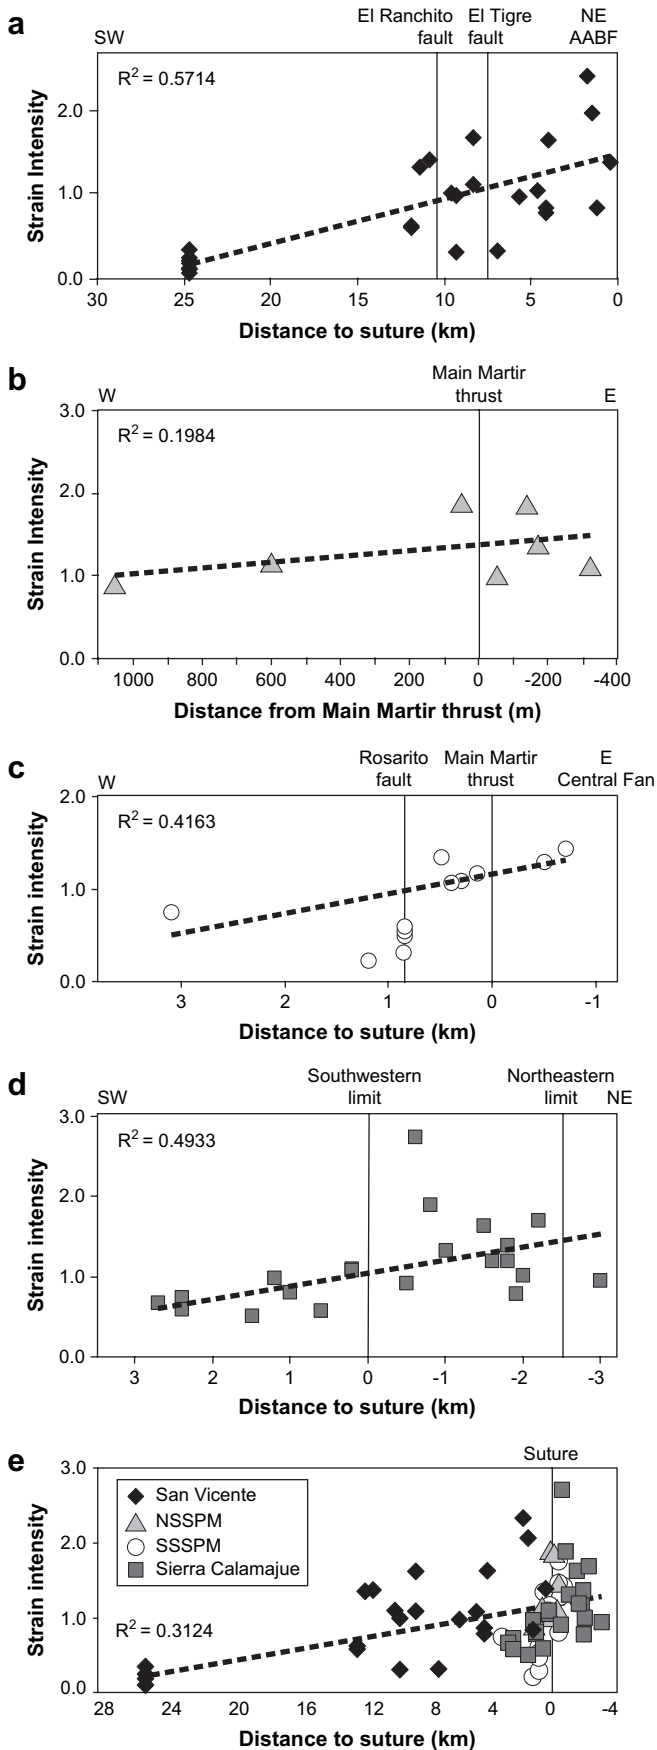 a
El Ranchito fault
El Tigre fault
NE AABF
SW
R² = 0.5714
2.0
1.0
0.0
Strain Intensity
30 25 20 15 10 5 0
Distance to suture (km)
b
Main Martir thrust
W E
R² = 0.1984
3.0
2.0
1.0
0.0
Strain Intensity
1000 800 600 400 200 0 -200 -400
Distance from Main Martir thrust (m)
c
Rosarito fault
Main Martir thrust
E Central Fan
W
R² = 0.4163
2.0
1.0
0.0
Strain intensity
3 2 1 0 -1
Distance to suture (km)
d
Southwestern limit
Northeastern limit
SW NE
R² = 0.4933
3.0
2.0
1.0
0.0
Strain intensity
3 2 1 0 -1 -2 -3
Distance to suture (km)
e
Suture
San Vicente
NSSPM
SSSPM
Sierra Calamajue
R² = 0.3124
3.0
2.0
1.0
0.0
Strain intensity
28 24 20 16 12 8 4 0 -4
Distance to suture (km)